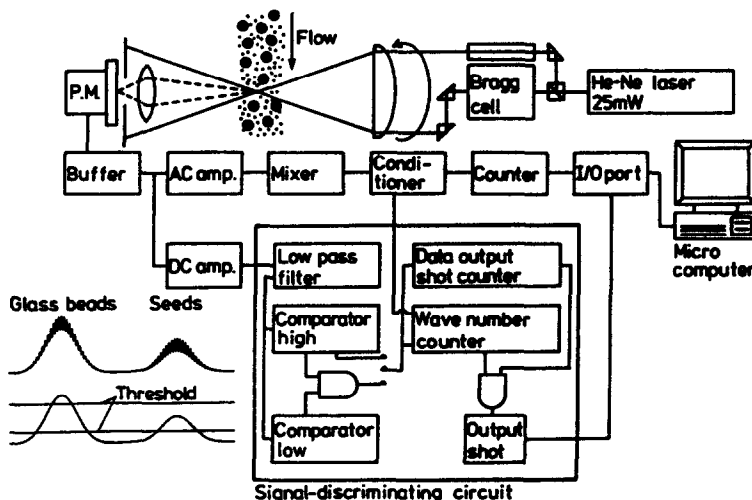 Flow
P.M.
Bragg
cell
He-Ne laser
25mW
Buffer
AC amp.
Mixer
Condi-
tioner
Counter
I/O port
Micro
computer
DC amp.
Low pass
filter
Data output
shot counter
Glass beads
Seeds
Comparator
high
Wave number
counter
Threshold
Comparator
low
Output
shot
Signal-discriminating circuit